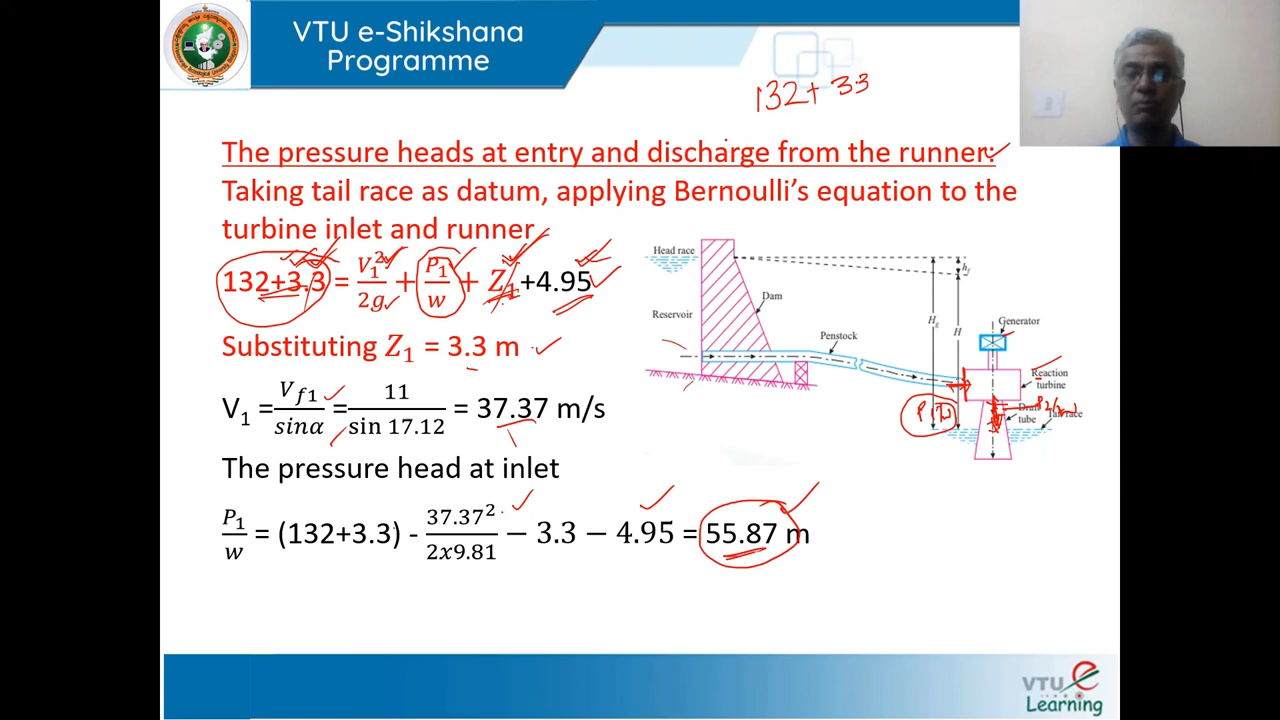 VTU e-Shikshana
Programme
132+ 3.3
The pressure heads at entry and discharge from the runner:
Taking tail race as datum, applying Bernoulli’s equation to the
turbine inlet and runner
132+3.3 = V₁²/2g + P₁/w + Z₁ +4.95
Substituting Z₁ = 3.3 m
V₁ = V_f1/sinα = 11/sin 17.12 = 37.37 m/s
The pressure head at inlet
P₁/w = (132+3.3) - 37.37²/2x9.81 − 3.3 − 4.95 = 55.87 m
Head race
Reservoir
Dam
Penstock
H_g
H
h_f
Generator
Reaction
turbine
Draft
tube
Tail race
VTU e
Learning